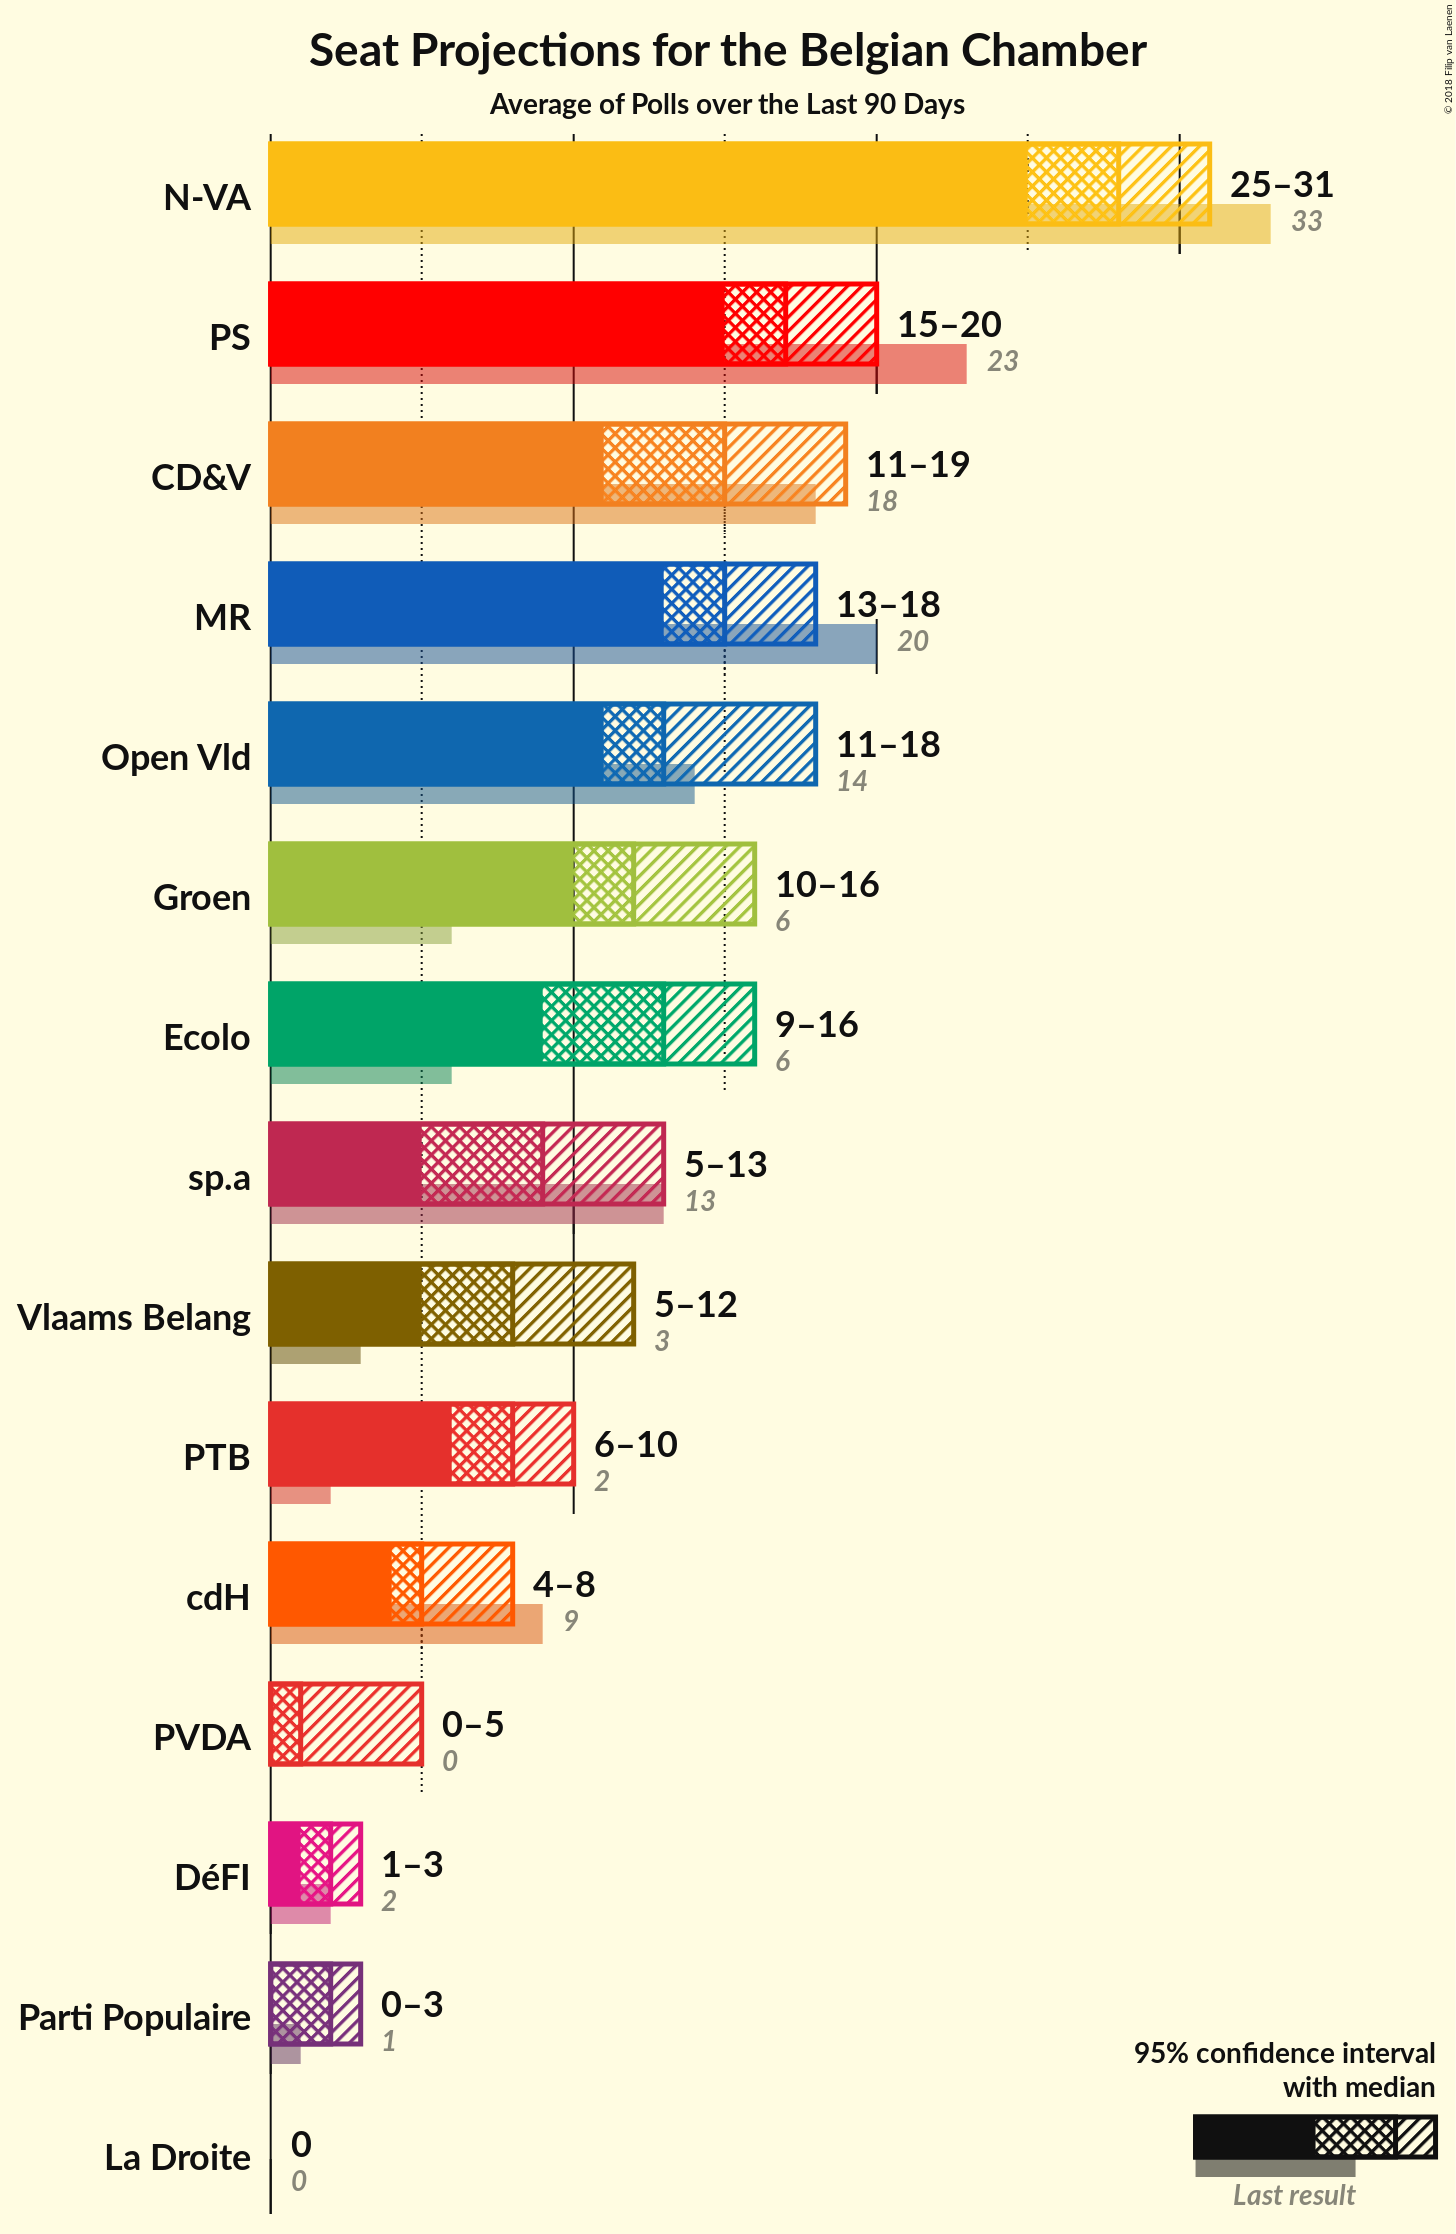 Seat Projections for the Belgian Chamber
Average of Polls over the Last 90 Days
© 2018 Filip van Laenen
N-VA
25–31
33
PS
15–20
23
CD&V
11–19
18
MR
13–18
20
Open Vld
11–18
14
Groen
10–16
6
Ecolo
9–16
6
sp.a
5–13
13
Vlaams Belang
5–12
3
PTB
6–10
2
cdH
4–8
9
PVDA
0–5
0
DéFI
1–3
2
Parti Populaire
0–3
1
La Droite
0
0
95% confidence interval
with median
Last result